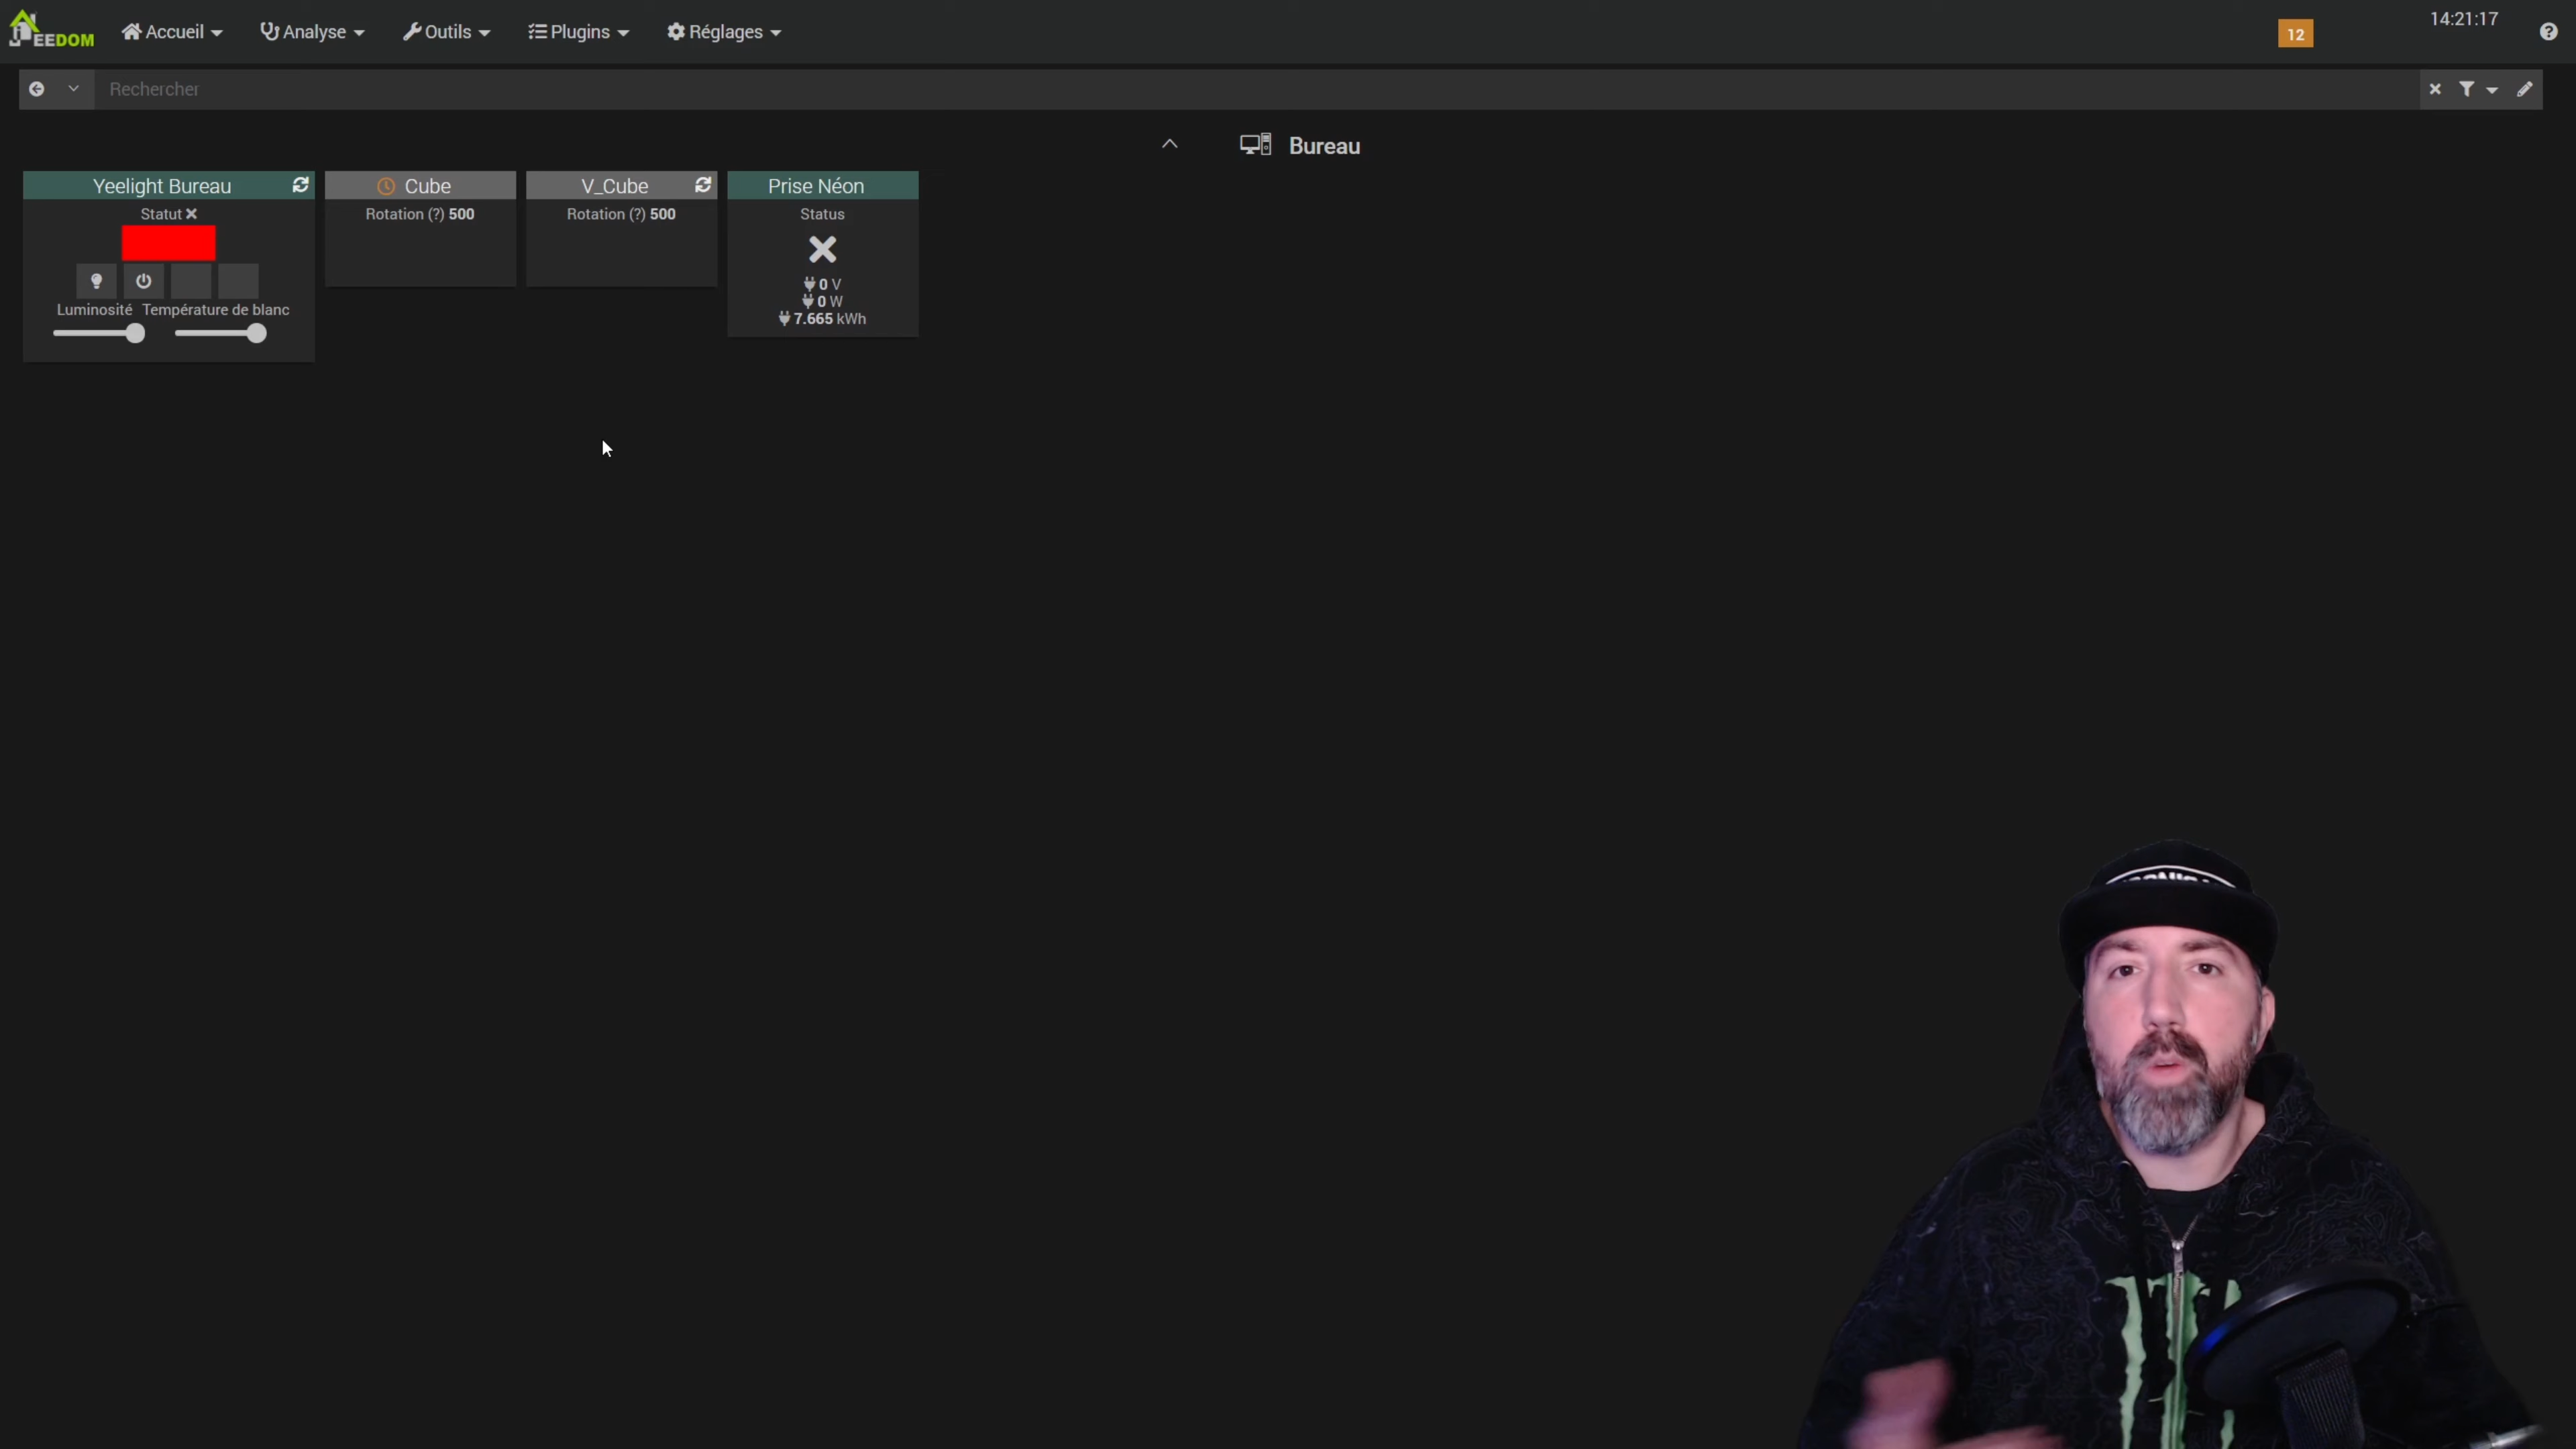 JEEDOM Accueil Analyse Outils Plugins Réglages 12 14:21:17
Rechercher
Bureau
Yeelight Bureau
Statut
Luminosité Température de blanc
Cube
Rotation (?) 500
V_Cube
Rotation (?) 500
Prise Néon
Status
0 V
0 W
7.665 kWh